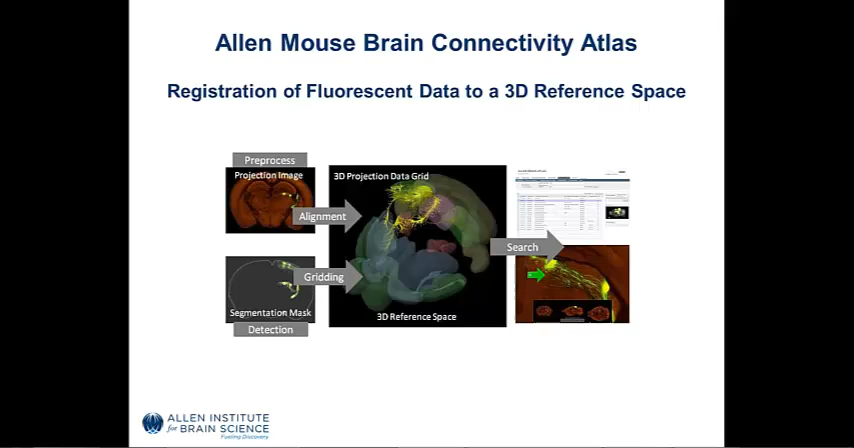 Allen Mouse Brain Connectivity Atlas
Registration of Fluorescent Data to a 3D Reference Space
Preprocess
Projection Image
Alignment
3D Projection Data Grid
Search
Gridding
Segmentation Mask
Detection
3D Reference Space
ALLEN INSTITUTE
for BRAIN SCIENCE
Fueling Discovery